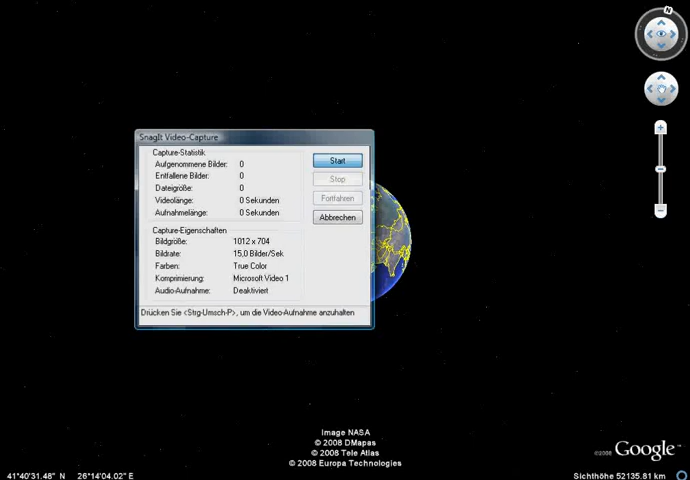 N
SnagIt Video-Capture
Capture-Statistik
Aufgenommene Bilder: 0
Entfallene Bilder: 0
Dateigröße: 0
Videolänge: 0 Sekunden
Aufnahmelänge: 0 Sekunden
Start
Stop
Fortfahren
Abbrechen
Capture-Eigenschaften
Bildgröße: 1012 x 704
Bildrate: 15,0 Bilder/Sek
Farben: True Color
Komprimierung: Microsoft Video 1
Audio-Aufnahme: Deaktiviert
Drücken Sie <Strg-Umsch-P>, um die Video-Aufnahme anzuhalten
Image NASA
© 2008 DMapas
© 2008 Tele Atlas
© 2008 Europa Technologies
©2008 Google™
41°40'31.48" N 26°14'04.02" E
Sichthöhe 52135.81 km